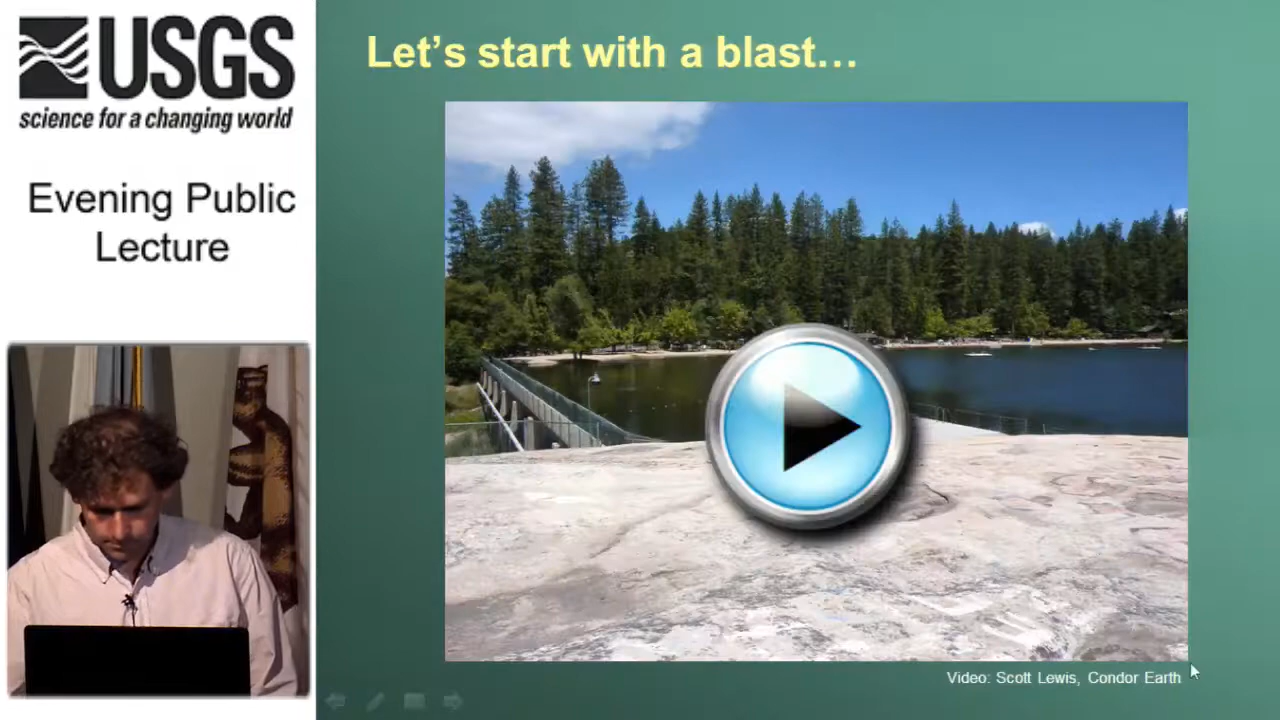 USGS
science for a changing world
Evening Public
Lecture
Let's start with a blast…
Video: Scott Lewis, Condor Earth